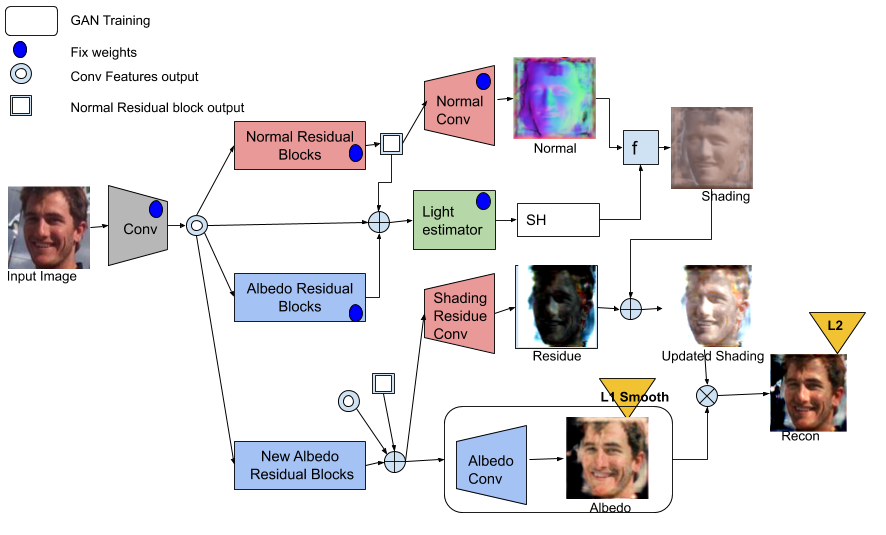 GAN Training
Fix weights
Conv Features output
Normal Residual block output
Normal Residual
Blocks
Normal
Conv
Normal
f
Shading
Input Image
Conv
Light
estimator
SH
Albedo Residual
Blocks
Shading
Residue
Conv
Residue
Updated Shading
L2
Recon
L1 Smooth
New Albedo
Residual Blocks
Albedo
Conv
Albedo